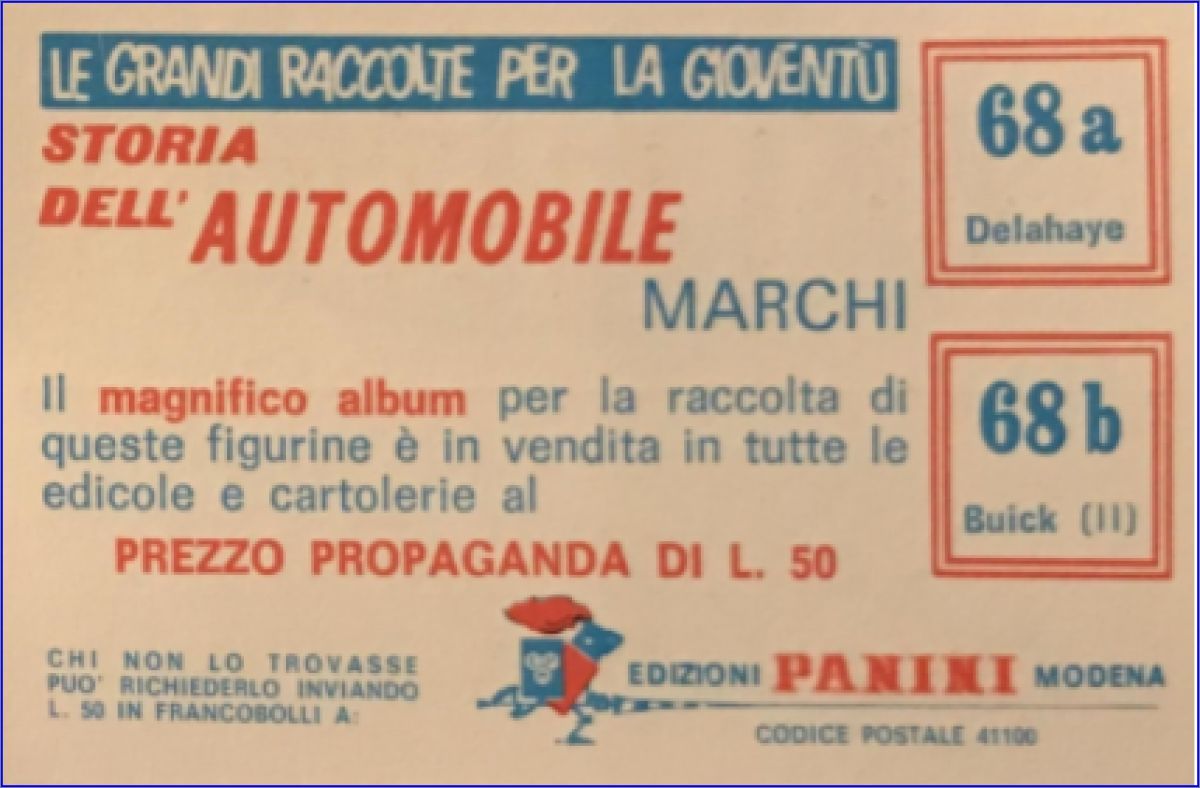 LE GRANDI RACCOLTE PER LA GIOVENTÙ
STORIA
DELL' AUTOMOBILE
MARCHI
68 a
Delahaye
68 b
Buick (II)
Il magnifico album per la raccolta di
queste figurine è in vendita in tutte le
edicole e cartolerie al
PREZZO PROPAGANDA DI L. 50
CHI NON LO TROVASSE
PUO' RICHIEDERLO INVIANDO
L. 50 IN FRANCOBOLLI A:
EDIZIONI PANINI MODENA
CODICE POSTALE 41100